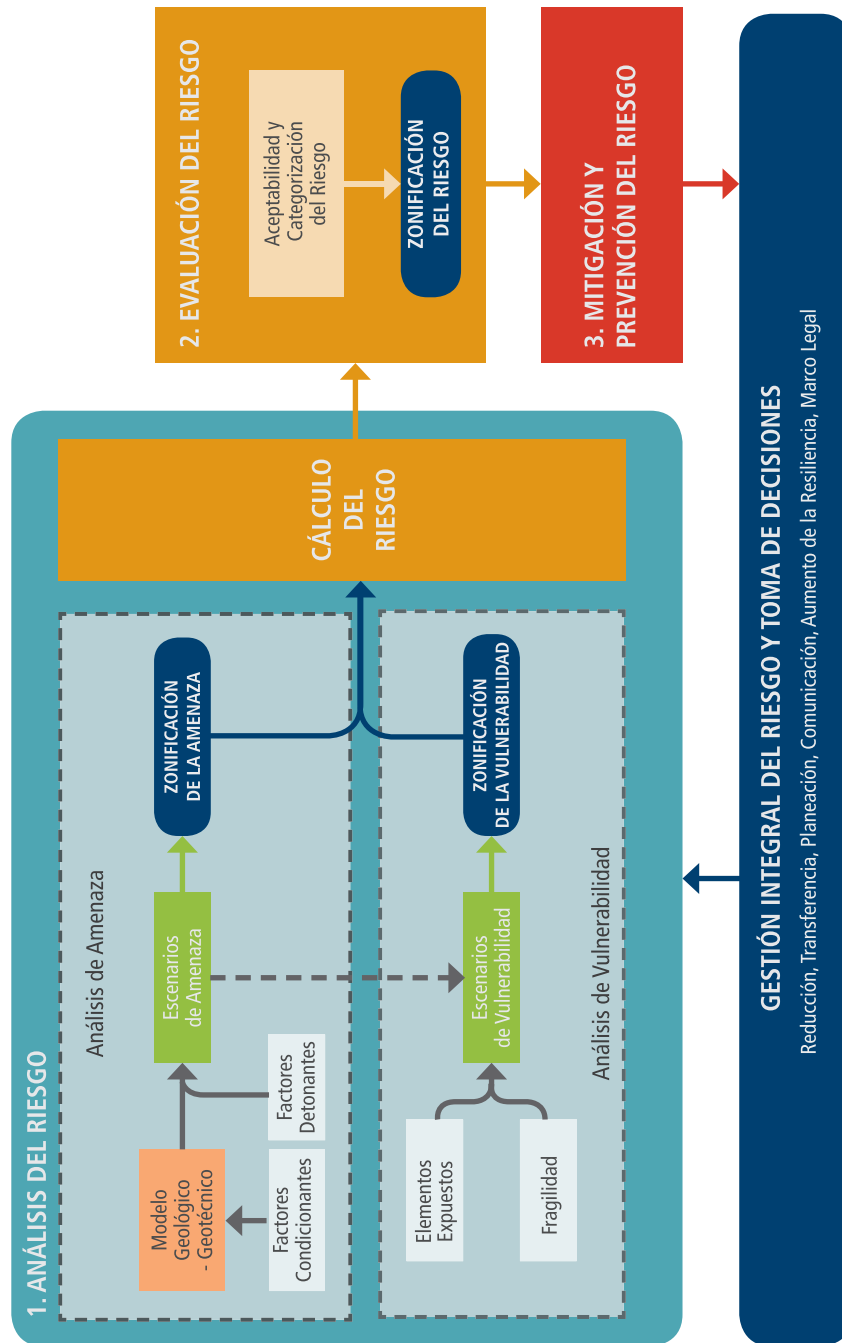 1. ANÁLISIS DEL RIESGO
Análisis de Amenaza
Modelo
Geológico
- Geotécnico
Factores
Condicionantes
Factores
Detonantes
Escenarios
de Amenaza
ZONIFICACIÓN
DE LA AMENAZA
Elementos
Expuestos
Fragilidad
Escenarios
de Vulnerabilidad
ZONIFICACIÓN
DE LA VULNERABILIDAD
Análisis de Vulnerabilidad
CÁLCULO
DEL
RIESGO
2. EVALUACIÓN DEL RIESGO
Aceptabilidad y
Categorización
del Riesgo
ZONIFICACIÓN
DEL RIESGO
3. MITIGACIÓN Y
PREVENCIÓN DEL RIESGO
GESTIÓN INTEGRAL DEL RIESGO Y TOMA DE DECISIONES
Reducción, Transferencia, Planeación, Comunicación, Aumento de la Resiliencia, Marco Legal